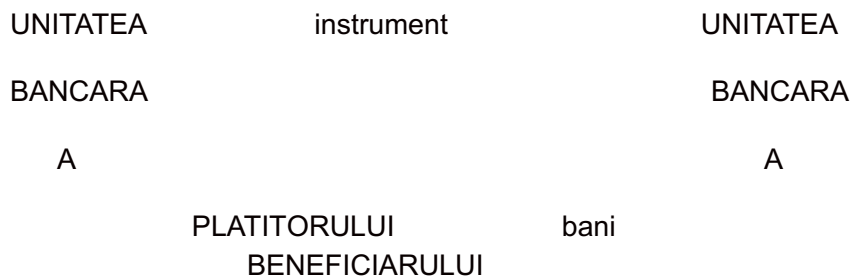 UNITATEA instrument UNITATEA
BANCARA BANCARA
A A
PLATITORULUI bani
BENEFICIARULUI